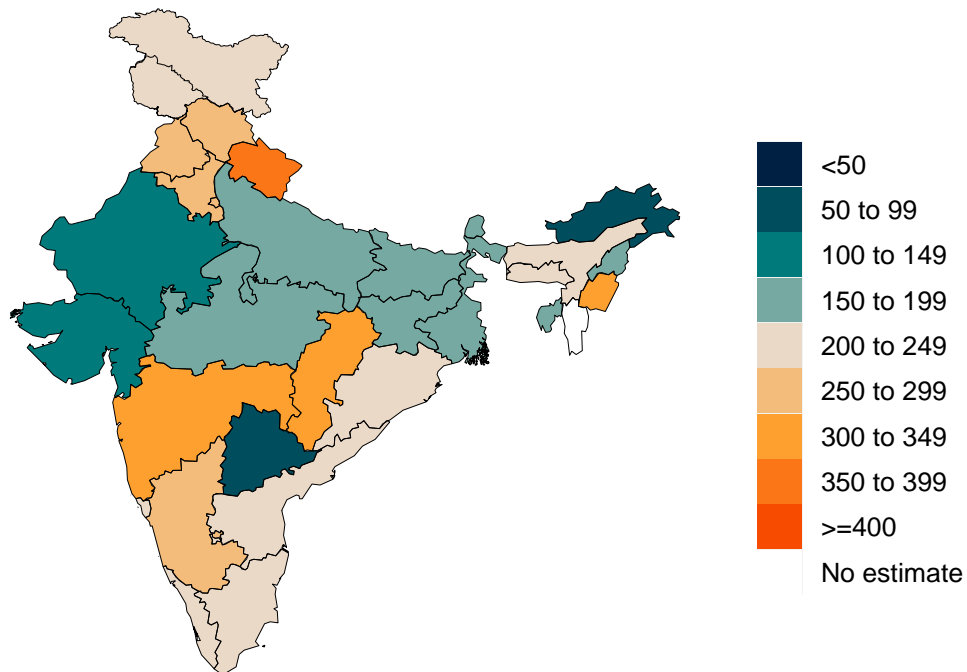 <50
50 to 99
100 to 149
150 to 199
200 to 249
250 to 299
300 to 349
350 to 399
>=400
No estimate